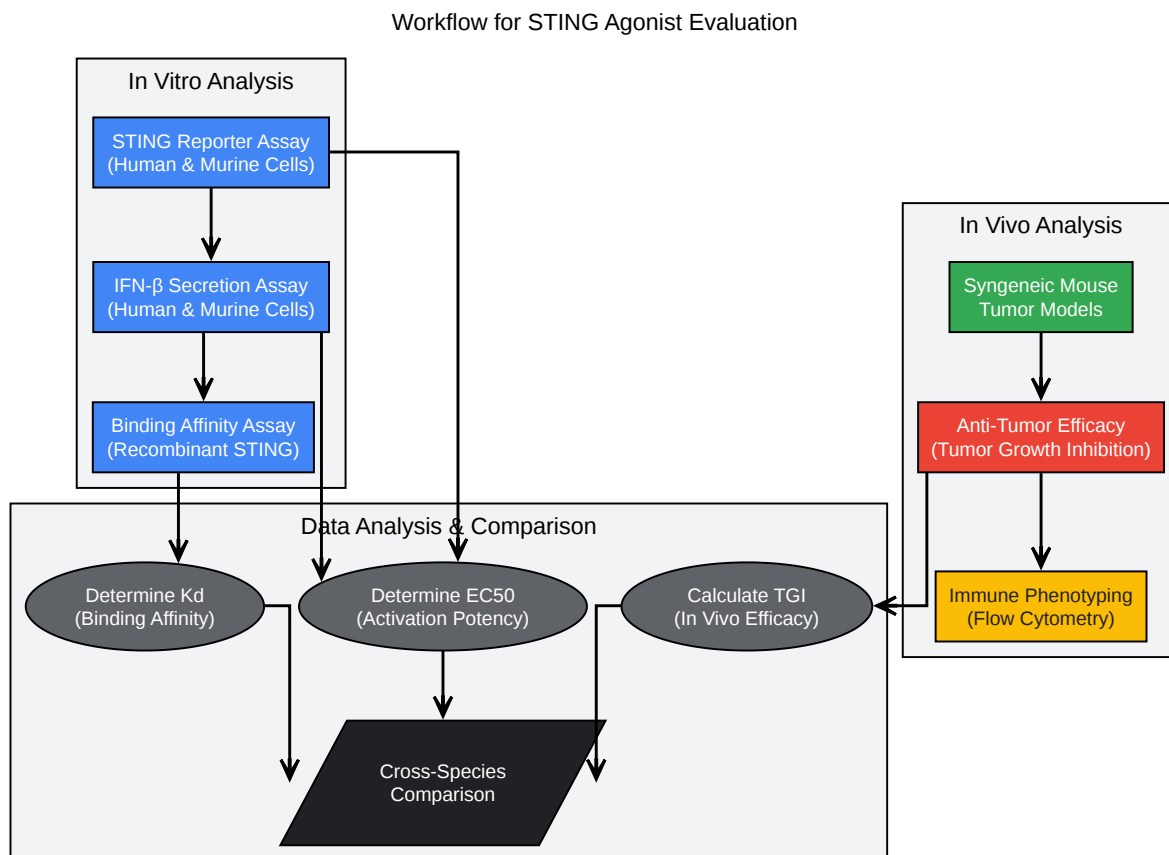 Workflow for STING Agonist Evaluation
In Vitro Analysis
STING Reporter Assay
(Human & Murine Cells)
IFN-β Secretion Assay
(Human & Murine Cells)
Binding Affinity Assay
(Recombinant STING)
In Vivo Analysis
Syngeneic Mouse
Tumor Models
Anti-Tumor Efficacy
(Tumor Growth Inhibition)
Immune Phenotyping
(Flow Cytometry)
Data Analysis & Comparison
Determine Kd
(Binding Affinity)
Determine EC50
(Activation Potency)
Calculate TGI
(In Vivo Efficacy)
Cross-Species
Comparison